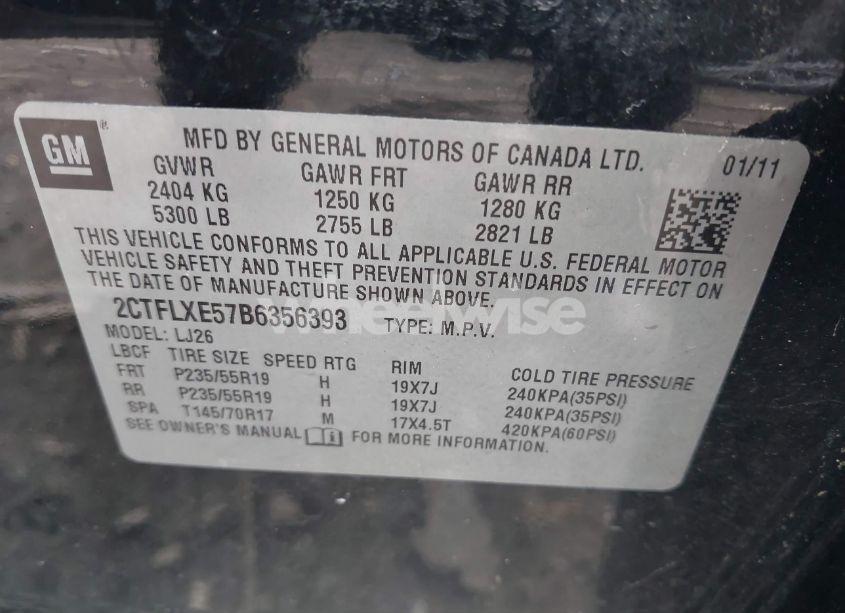 GM ®
MFD BY GENERAL MOTORS OF CANADA LTD. 01/11
GVWR GAWR FRT GAWR RR
2404 KG 1250 KG 1280 KG
5300 LB 2755 LB 2821 LB
THIS VEHICLE CONFORMS TO ALL APPLICABLE U.S. FEDERAL MOTOR
VEHICLE SAFETY AND THEFT PREVENTION STANDARDS IN EFFECT ON
THE DATE OF MANUFACTURE SHOWN ABOVE.
2CTFLXE57B6356393 TYPE: M.P.V.
Wheelwise
MODEL: LJ26
LBCF TIRE SIZE SPEED RTG RIM COLD TIRE PRESSURE
FRT P235/55R19 H 19X7J 240KPA(35PSI)
RR P235/55R19 H 19X7J 240KPA(35PSI)
SPA T145/70R17 M 17X4.5T 420KPA(60PSI)
SEE OWNER'S MANUAL i FOR MORE INFORMATION.